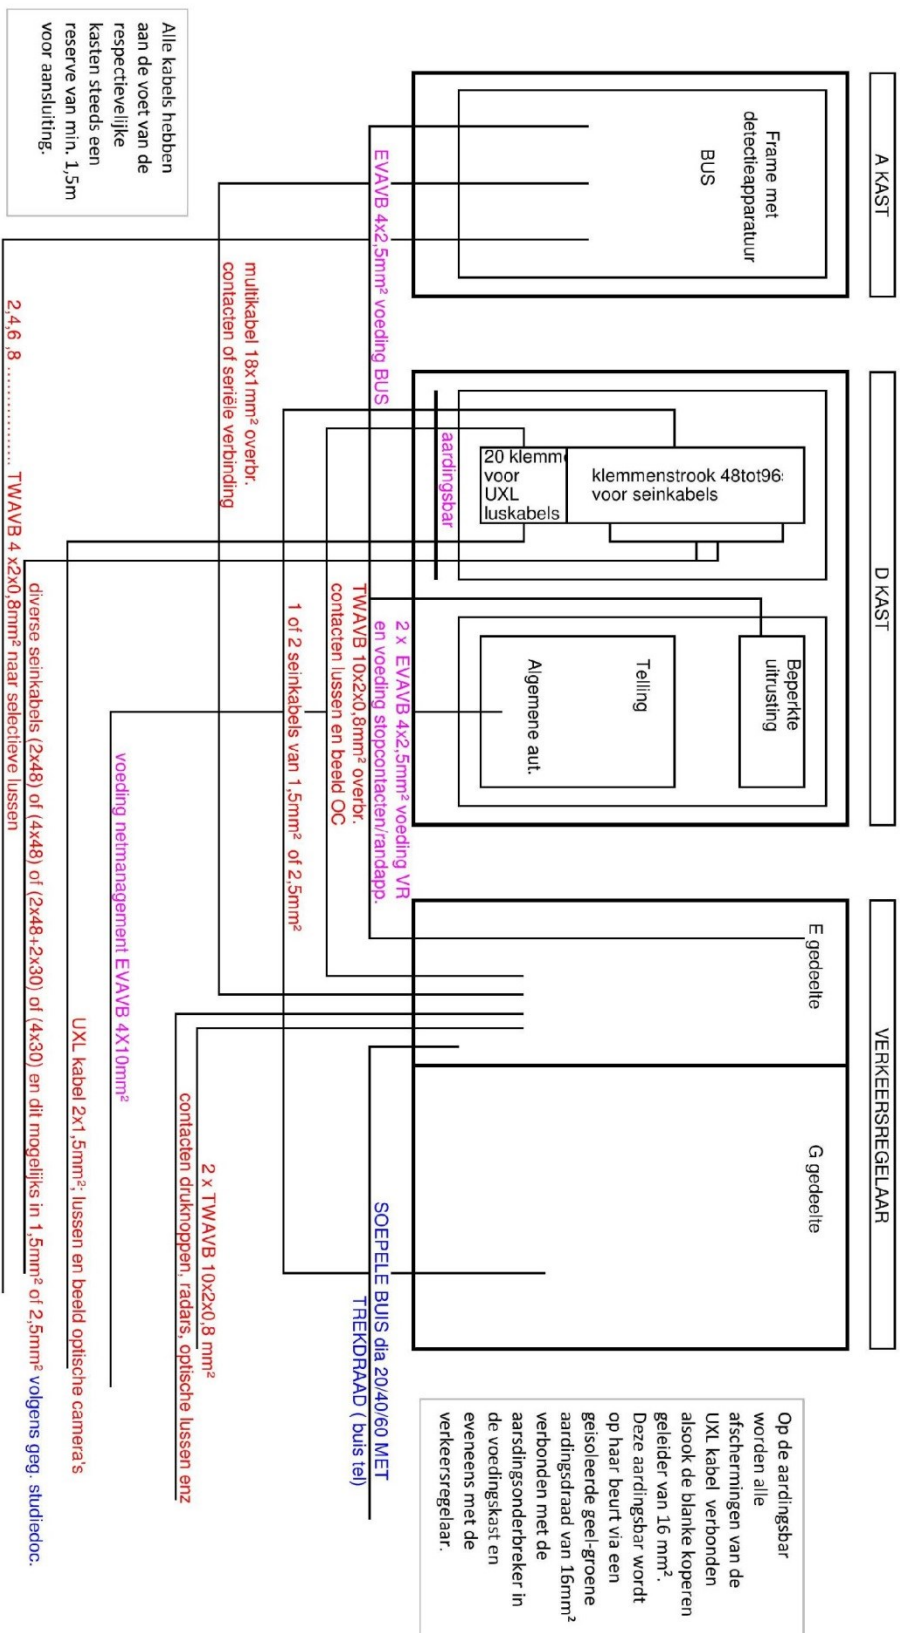 A KAST
D KAST
VERKEERSREGELAAR
Frame met
detectieapparatuur
BUS
20 klemm
voor
UXL
luskabels
klemmenstrook 48tot96
voor seinkabels
aardingsbar
Beperkte
uitrusting
Telling
Algemene aut.
E gedeelte
G gedeelte
EVAVB 4x2,5mm² voeding BUS
2 x  EVAVB 4x2,5mm² voeding VR
en voeding stopcontacten/randapp.
TWAVB 10x2x0,8mm² overbr.
contacten lussen en beeld OC
SOEPELE BUIS dia 20/40/60 MET
TREKDRAAD ( buis tel)
1 of 2 seinkabels van 1,5mm²  of 2,5mm²
multikabel 18x1mm² overbr.
contacten of seriële verbinding
2 x TWAVB 10x2x0,8 mm²
contacten druknoppen, radars, optische lussen enz
voeding netmanagement EVAVB 4X10mm²
UXL kabel 2x1,5mm²; lussen en beeld optische camera's
diverse seinkabels (2x48) of (4x48) of (2x48+2x30) of (4x30) en dit mogelijks in 1,5mm² of 2,5mm² volgens geg. studiedoc.
2,4,6 ,8 ................ TWAVB 4 x2x0,8mm² naar selectieve lussen
Alle kabels hebben
aan de voet van de
respectievelijke
kasten steeds een
reserve van min. 1,5m
voor aansluiting.
Op de aardingsbar
worden alle
afschermingen van de
UXL kabel  verbonden
alsook de blanke koperen
geleider van 16 mm².
Deze aardingsbar wordt
op haar beurt via een
geïsoleerde geel-groene
aardingsdraad van 16mm²
verbonden met de
aarsdingsonderbreker in
de voedingskast en
eveneens met de
verkeersregelaar.